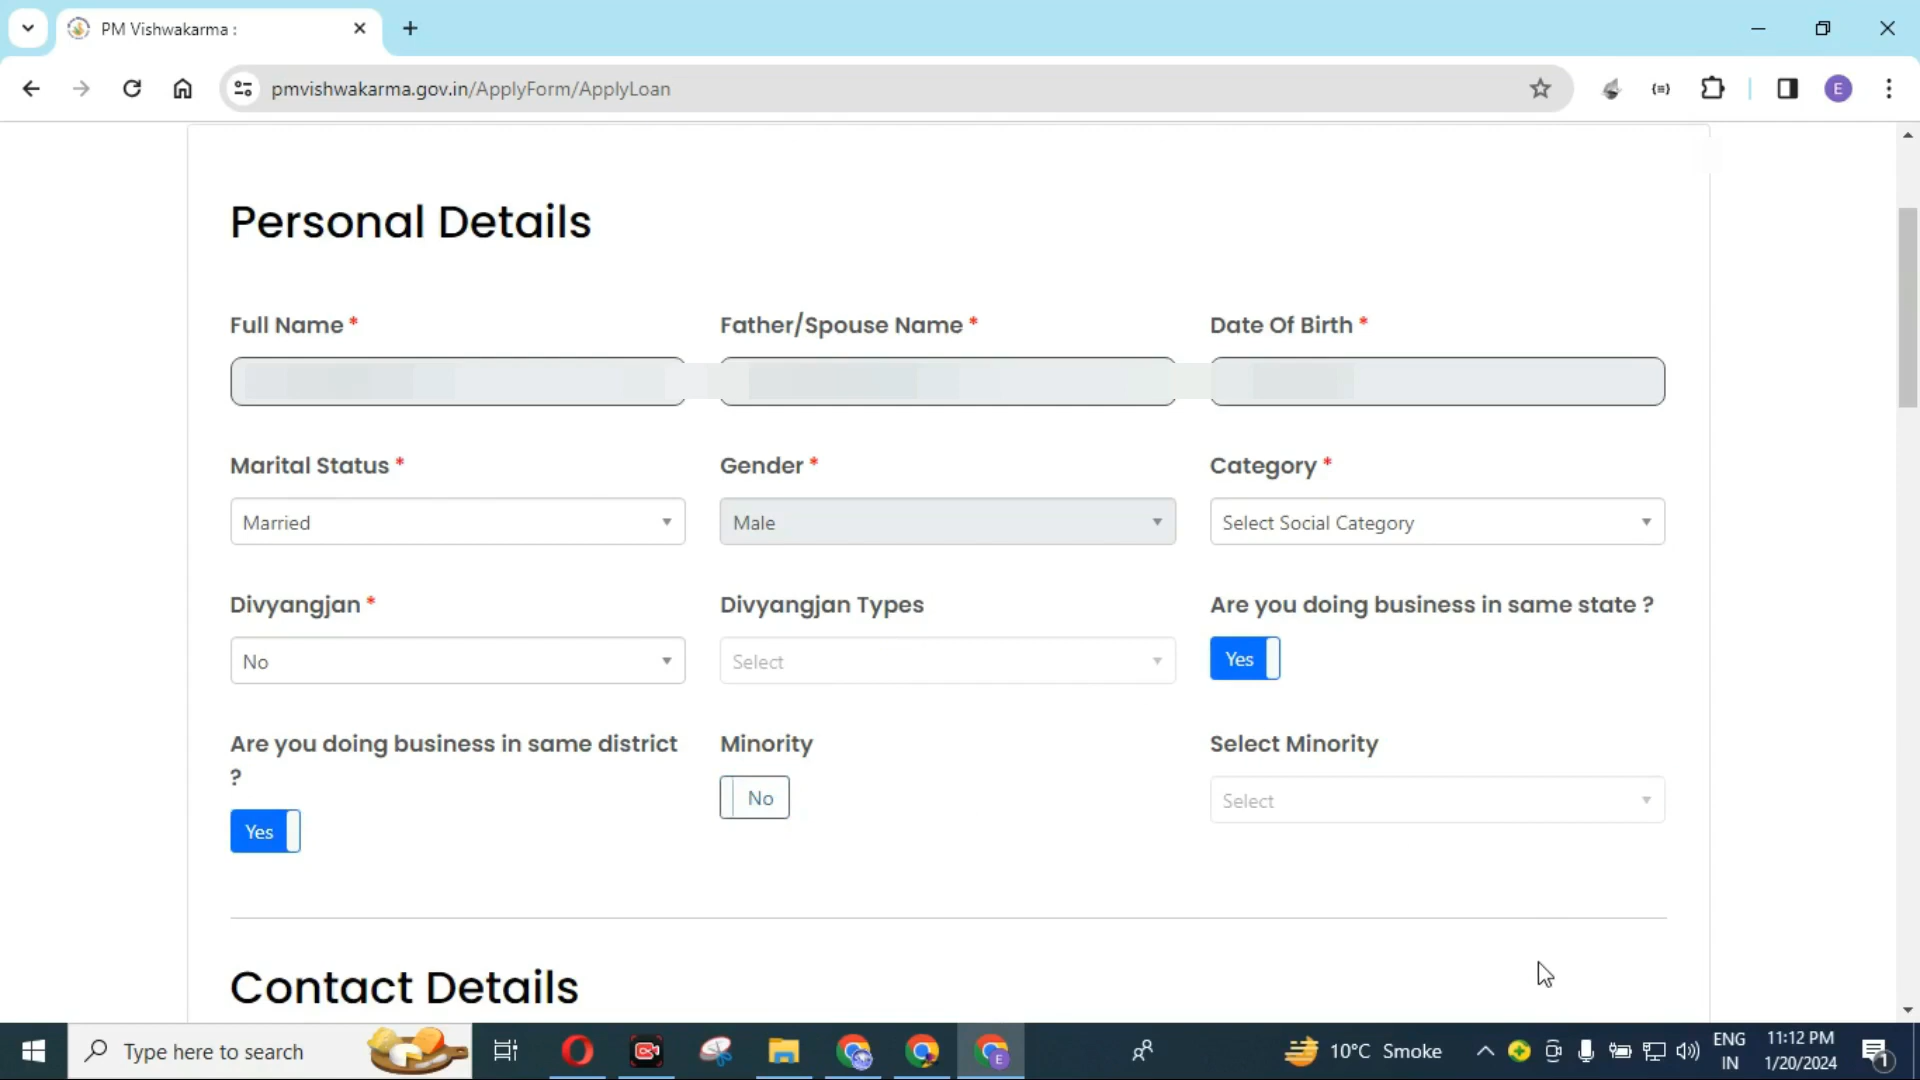 PM Vishwakarma :
pmvishwakarma.gov.in/ApplyForm/ApplyLoan
E
Personal Details
Full Name *
Father/Spouse Name *
Date Of Birth *
Marital Status *
Gender *
Category *
Married
Male
Select Social Category
Divyangjan *
Divyangjan Types
Are you doing business in same state ?
No
Select
Yes
Are you doing business in same district
?
Minority
Select Minority
Yes
No
Select
Contact Details
Type here to search
E
10°C Smoke
ENG
IN
11:12 PM
1/20/2024
1